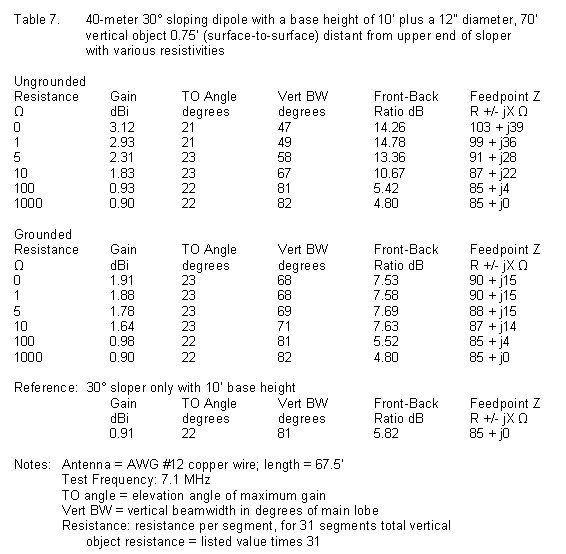 Table 7. 40-meter 30° sloping dipole with a base height of 10' plus a 12" diameter, 70'
vertical object 0.75' (surface-to-surface) distant from upper end of sloper
with various resistivities
Ungrounded
Resistance Gain TO Angle Vert BW Front-Back Feedpoint Z
Ω dBi degrees degrees Ratio dB R +/- jX Ω
0 3.12 21 47 14.26 103 + j39
1 2.93 21 49 14.78 99 + j36
5 2.31 23 58 13.36 91 + j28
10 1.83 23 67 10.67 87 + j22
100 0.93 22 81 5.42 85 + j4
1000 0.90 22 82 4.80 85 + j0
Grounded
Resistance Gain TO Angle Vert BW Front-Back Feedpoint Z
Ω dBi degrees degrees Ratio dB R +/- jX Ω
0 1.91 23 68 7.53 90 + j15
1 1.88 23 68 7.58 90 + j15
5 1.78 23 69 7.69 88 + j15
10 1.64 23 71 7.63 87 + j14
100 0.98 22 81 5.52 85 + j4
1000 0.90 22 82 4.80 85 + j0
Reference: 30° sloper only with 10' base height
Gain TO Angle Vert BW Front-Back Feedpoint Z
dBi degrees degrees Ratio dB R +/- jX Ω
0.91 22 81 5.82 85 + j0
Notes: Antenna = AWG #12 copper wire; length = 67.5'
Test Frequency: 7.1 MHz
TO angle = elevation angle of maximum gain
Vert BW = vertical beamwidth in degrees of main lobe
Resistance: resistance per segment, for 31 segments total vertical
object resistance = listed value times 31